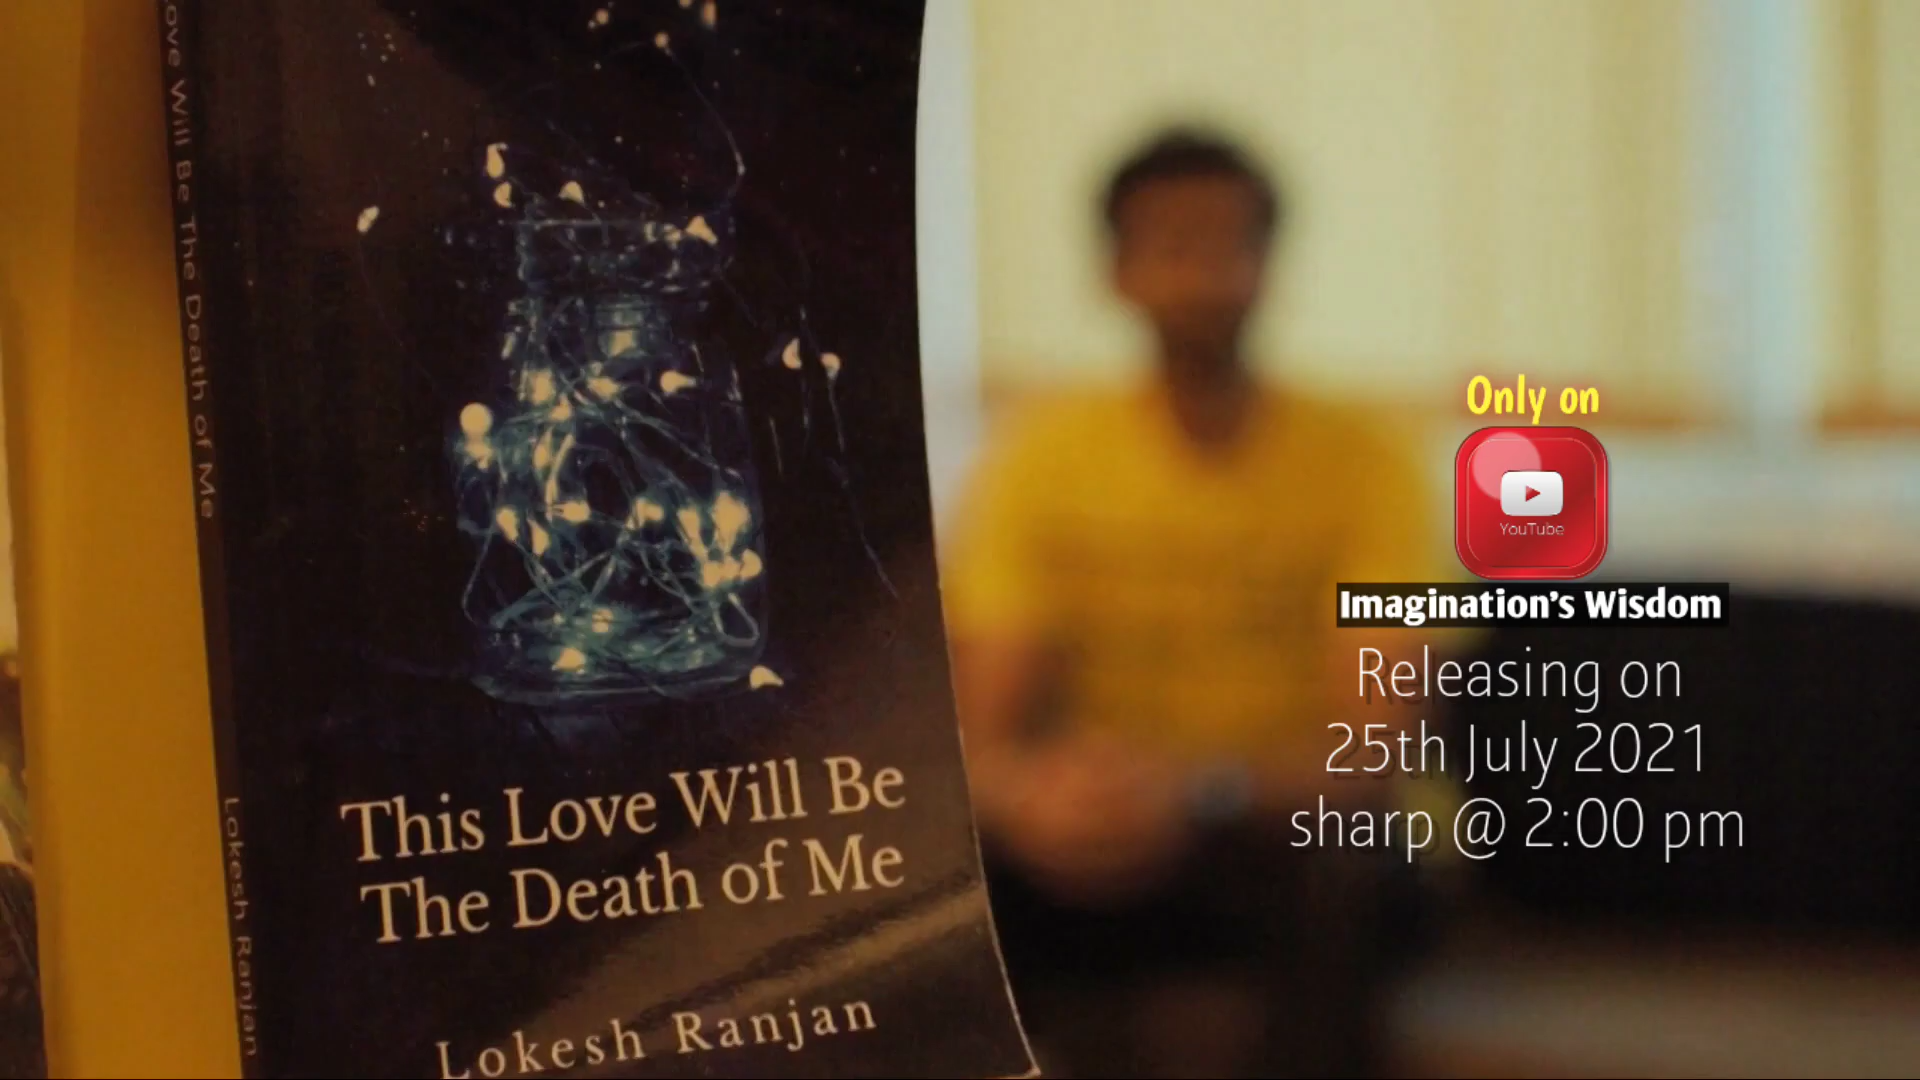 ove Will Be The Death of Me
Lokesh Ranjan
This Love Will Be
The Death of Me
Lokesh Ranjan
Only on
YouTube
Imagination's Wisdom
Releasing on
25th July 2021
sharp @ 2:00 pm